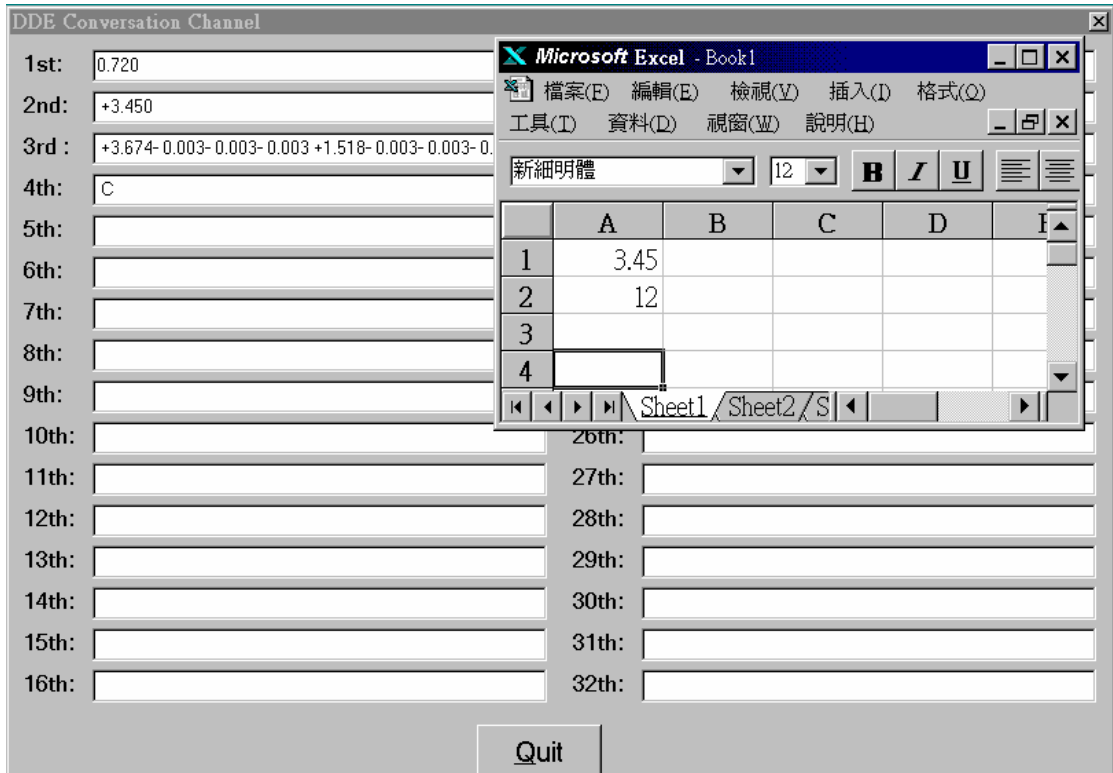 DDE Conversation Channel
1st: 0.720
2nd: +3.450
3rd : +3.674- 0.003- 0.003- 0.003 +1.518- 0.003- 0.003- 0.
4th: C
5th:
6th:
7th:
8th:
9th:
10th:
11th:
12th:
13th:
14th:
15th:
16th:
Microsoft Excel - Book1
檔案(F) 編輯(E) 檢視(V) 插入(I) 格式(O)
工具(T) 資料(D) 視窗(W) 說明(H)
新細明體 12 B I U
A B C D
1 3.45
2 12
3
4
Sheet1 Sheet2 S
26th:
27th:
28th:
29th:
30th:
31th:
32th:
Quit